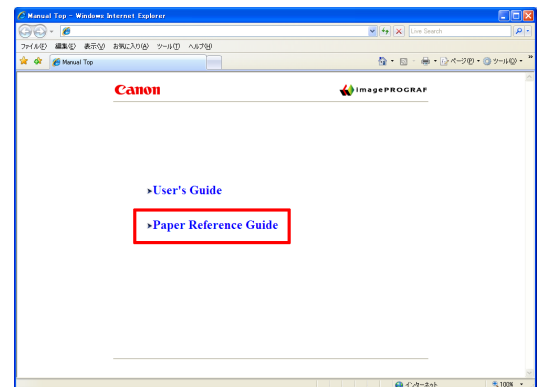 Manual Top - Windows Internet Explorer
Live Search
ファイル(F) 編集(E) 表示(V) お気に入り(A) ツール(T) ヘルプ(H)
Manual Top
ページ(P) ツール(O)
Canon imagePROGRAF
User's Guide
Paper Reference Guide
インターネット 100%